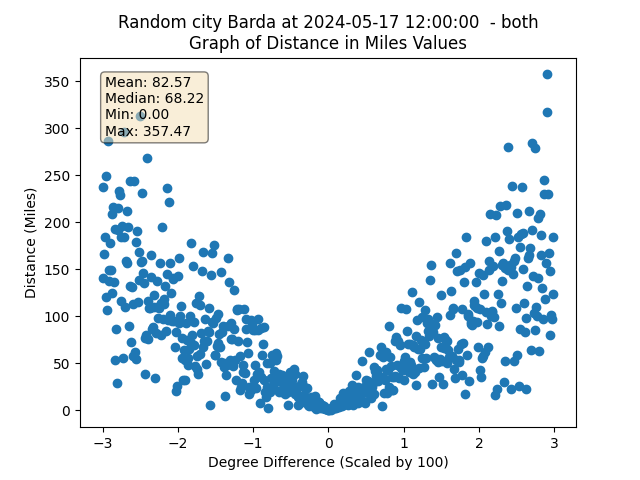 Random city Barda at 2024-05-17 12:00:00  - both
Graph of Distance in Miles Values
Mean: 82.57
Median: 68.22
Min: 0.00
Max: 357.47
350
300
250
200
150
100
50
0
Distance (Miles)
−3
−2
−1
0
1
2
3
Degree Difference (Scaled by 100)